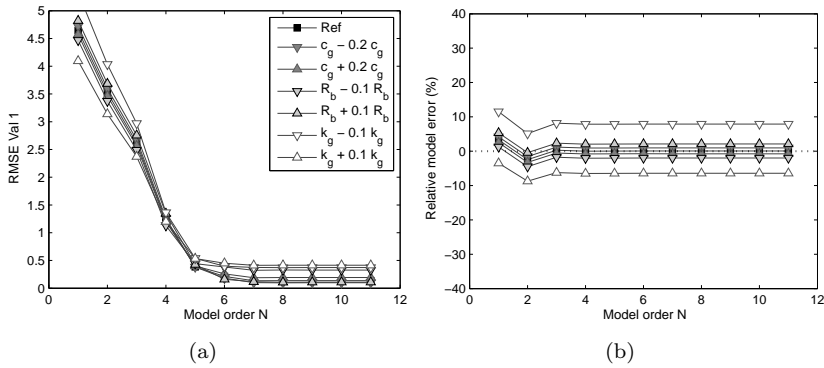 5
4.5
4
3.5
3
2.5
2
1.5
1
0.5
0
0 2 4 6 8 10 12
RMSE Val 1
Model order N
Ref
c_g − 0.2 c_g
c_g + 0.2 c_g
R_b − 0.1 R_b
R_b + 0.1 R_b
k_g − 0.1 k_g
k_g + 0.1 k_g
(a)
40
30
20
10
0
−10
−20
−30
−40
0 2 4 6 8 10 12
Relative model error (%)
Model order N
(b)